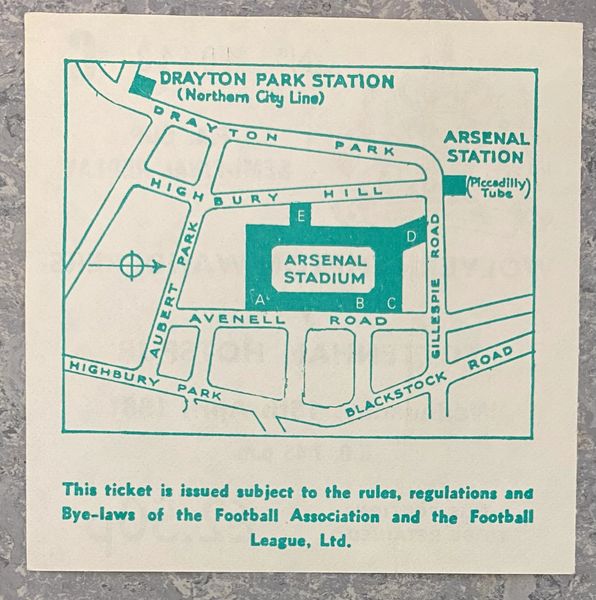 DRAYTON PARK STATION
(Northern City Line)
DRAYTON PARK
ARSENAL
STATION
(Piccadilly
Tube)
HIGHBURY HILL
E
D
ARSENAL
STADIUM
A
B
C
GILLESPIE ROAD
AUBERT PARK
AVENELL ROAD
HIGHBURY PARK
BLACKSTOCK ROAD
This ticket is issued subject to the rules, regulations and
Bye-laws of the Football Association and the Football
League, Ltd.